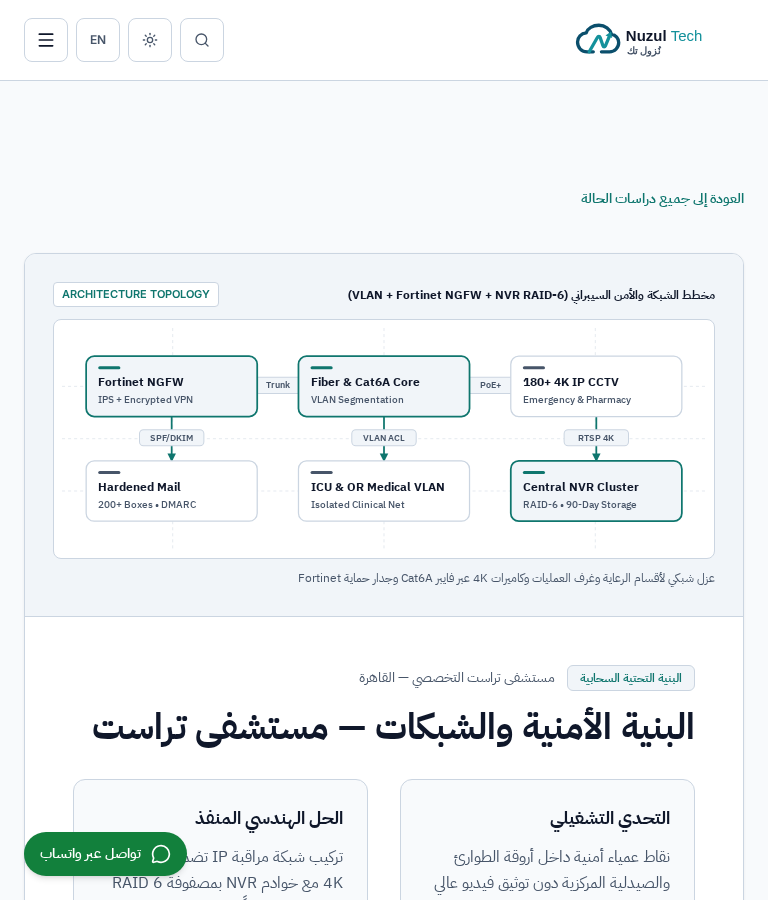 Nuzul Tech
نُزول تك
EN
العودة إلى جميع دراسات الحالة
مخطط الشبكة والأمن السيبراني (VLAN + Fortinet NGFW + NVR RAID-6)
ARCHITECTURE TOPOLOGY
Fortinet NGFW
IPS + Encrypted VPN
Trunk
Fiber & Cat6A Core
VLAN Segmentation
PoE+
180+ 4K IP CCTV
Emergency & Pharmacy
SPF/DKIM
VLAN ACL
RTSP 4K
Hardened Mail
200+ Boxes • DMARC
ICU & OR Medical VLAN
Isolated Clinical Net
Central NVR Cluster
RAID-6 • 90-Day Storage
عزل شبكي لأقسام الرعاية وغرف العمليات وكاميرات 4K عبر فايبر Cat6A وجدار حماية Fortinet
البنية التحتية السحابية
مستشفى تراست التخصصي — القاهرة
البنية الأمنية والشبكات — مستشفى تراست
التحدي التشغيلي
نقاط عمياء أمنية داخل أروقة الطوارئ
والصيدلية المركزية دون توثيق فيديو عالي
الحل الهندسي المنفذ
تركيب شبكة مراقبة IP
4K مع خوادم NVR بمصفوفة RAID 6
تواصل عبر واتساب